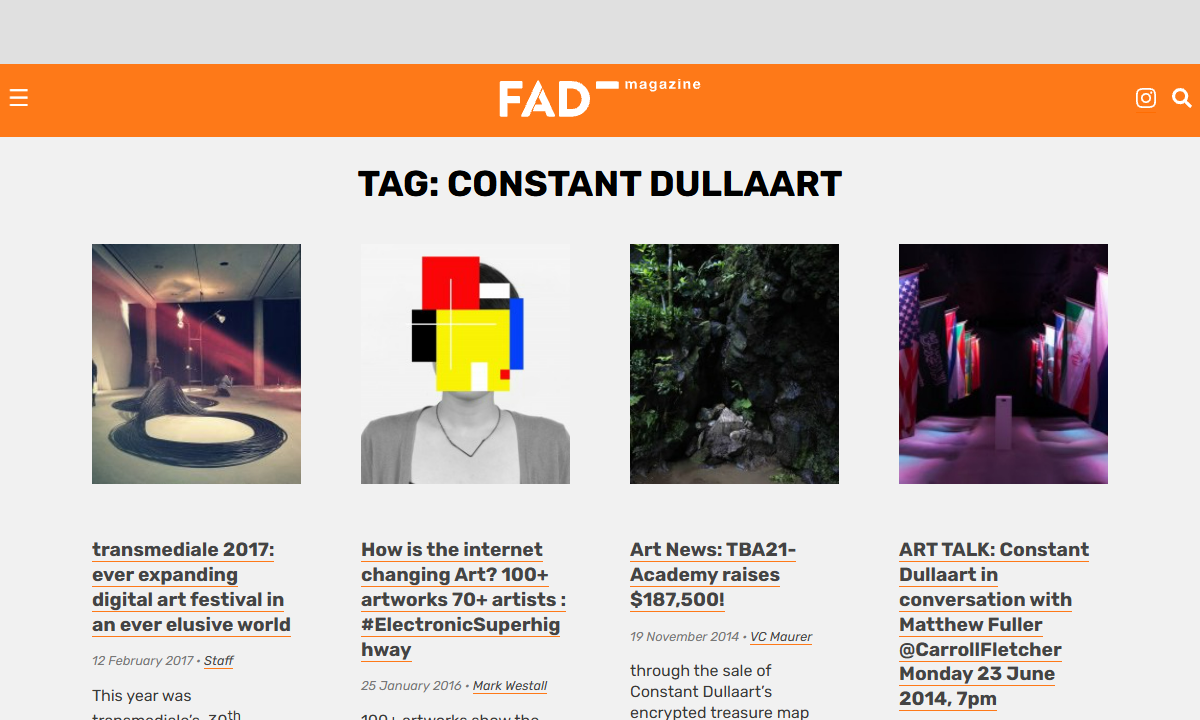 FAD magazine
TAG: CONSTANT DULLAART
transmediale 2017:
ever expanding
digital art festival in
an ever elusive world
12 February 2017 • Staff
This year was
transmediale's 30th
How is the internet
changing Art? 100+
artworks 70+ artists :
#ElectronicSuperhig
hway
25 January 2016 • Mark Westall
100+ artworks show the
Art News: TBA21-
Academy raises
$187,500!
19 November 2014 • VC Maurer
through the sale of
Constant Dullaart’s
encrypted treasure map
ART TALK: Constant
Dullaart in
conversation with
Matthew Fuller
@CarrollFletcher
Monday 23 June
2014, 7pm